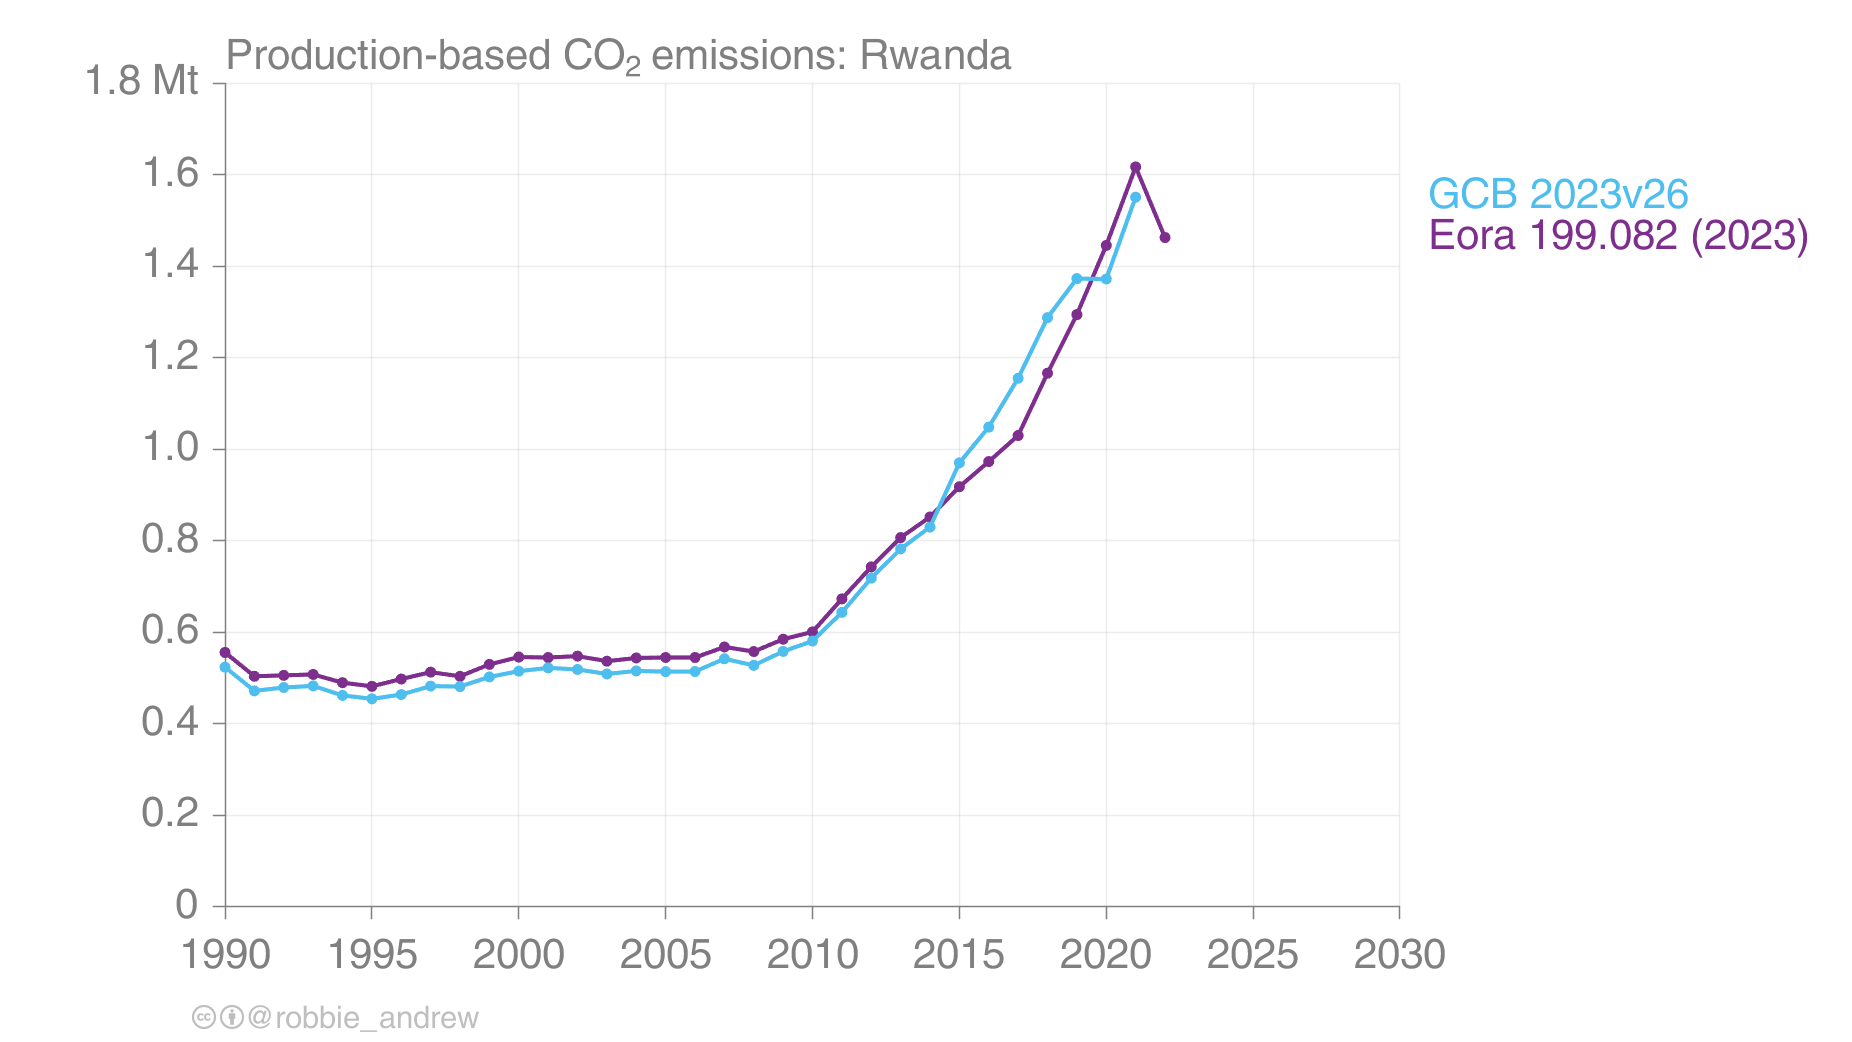 Production-based CO₂ emissions: Rwanda
1.8 Mt
1.6
1.4
1.2
1.0
0.8
0.6
0.4
0.2
0
1990 1995 2000 2005 2010 2015 2020 2025 2030
GCB 2023v26
Eora 199.082 (2023)
cc @robbie_andrew